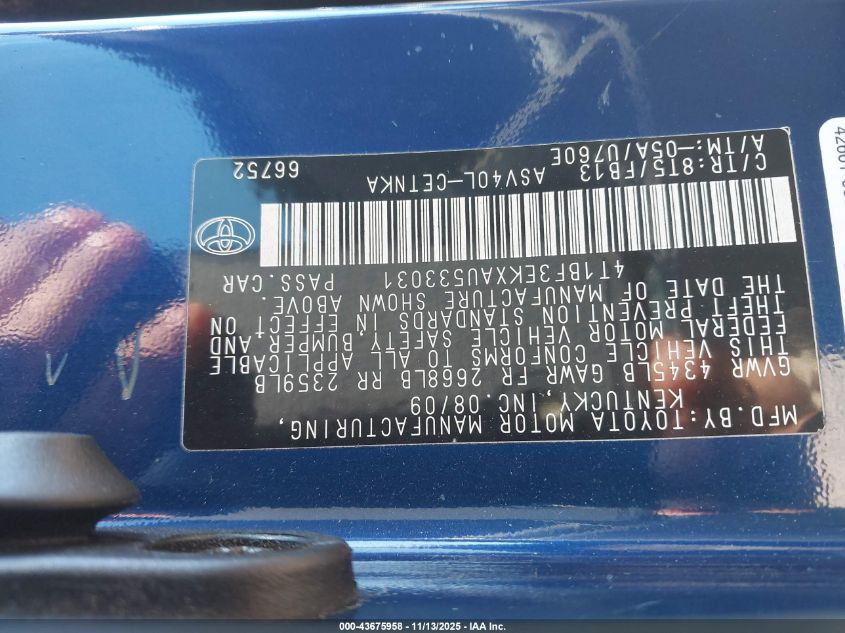 MFD.BY:TOYOTA MOTOR MANUFACTURING,
KENTUCKY,INC.08/09
GVWR 4345LB GAWR FR 2668LB RR 2359LB
THIS VEHICLE CONFORMS TO ALL APPLICABLE
FEDERAL MOTOR VEHICLE SAFETY,BUMPER,AND
THEFT PREVENTION STANDARDS IN EFFECT ON
THE DATE OF MANUFACTURE SHOWN ABOVE.
4T1BF3EKXAU533031 PASS.CAR
ASV40L-CETNKA
C/TR:8T5/FB13
A/TM:-05A/U760E
66752
000-43675958 - 11/13/2025 - IAA Inc.